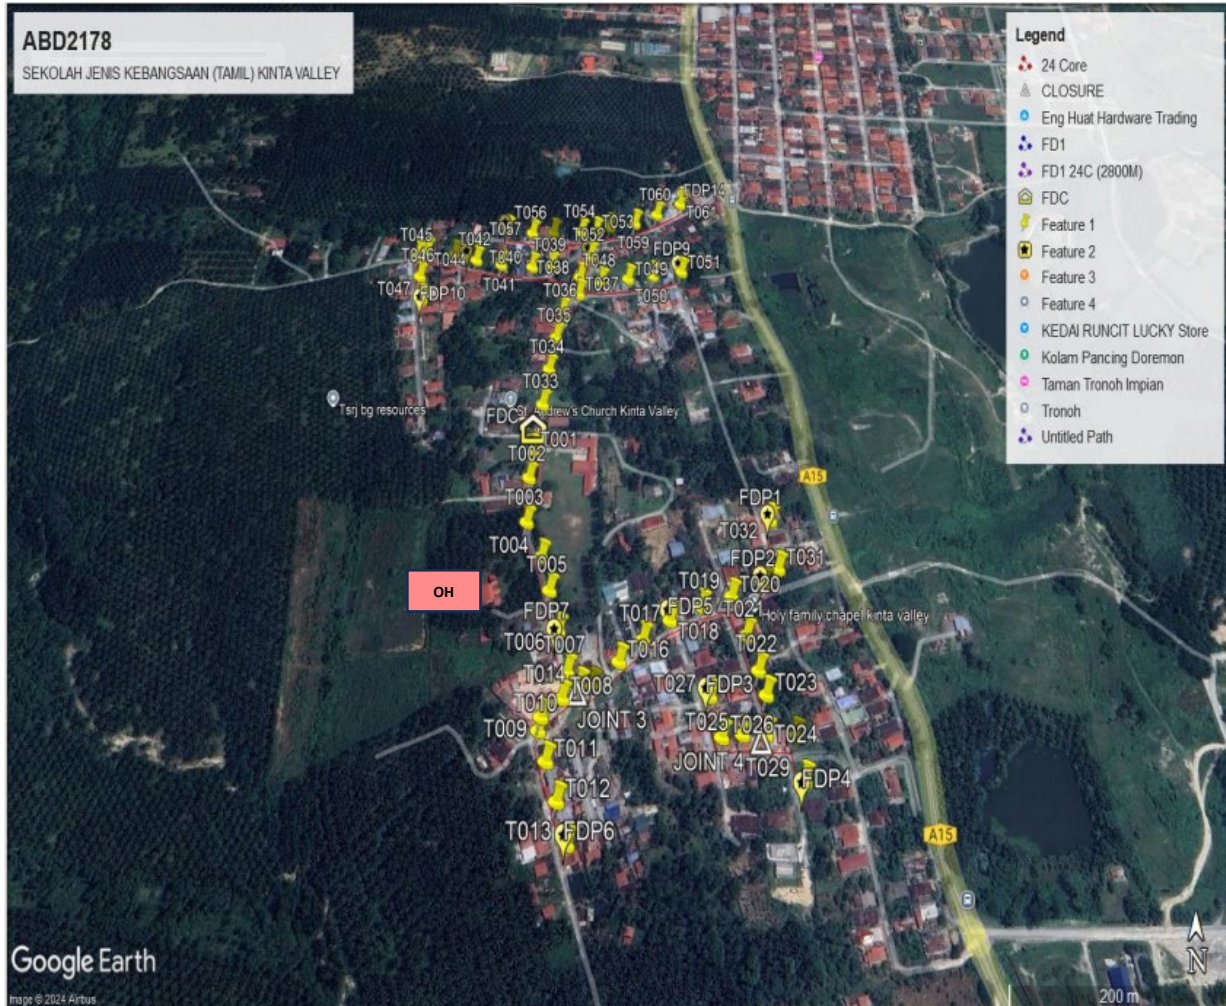 ABD2178
SEKOLAH JENIS KEBANGSAAN (TAMIL) KINTA VALLEY
Legend
24 Core
CLOSURE
Eng Huat Hardware Trading
FD1
FD1 24C (2800M)
FDC
Feature 1
Feature 2
Feature 3
Feature 4
KEDAI RUNCIT LUCKY Store
Kolam Pancing Doremon
Taman Tronoh Impian
Tronoh
Untitled Path
T060 FDP14
T056 T054 T053 T061
T045 T042 T057 T052
T046 T044 T040 T039 T059 FDP9
T038 T048 T049 T051
T047 FDP10 T041 T036 T037 T050
T035
T034
T033
Tsrj bg resources
FDC St. Andrew's Church Kinta Valley
T001
T002
A15
T003
FDP1
T032
T004
T005 FDP2 T031
OH
T019 T020
FDP7 T017 FDP5 T021 Holy family chapel kinta valley
T006 T007 T018
T016 T022
T014 T008 T027 FDP3 T023
T010
T009 JOINT 3 T025 T026 T024
T011 JOINT 4 T029
FDP4
T012
T013 FDP6
A15
Google Earth
Image © 2024 Airbus
N
200 m